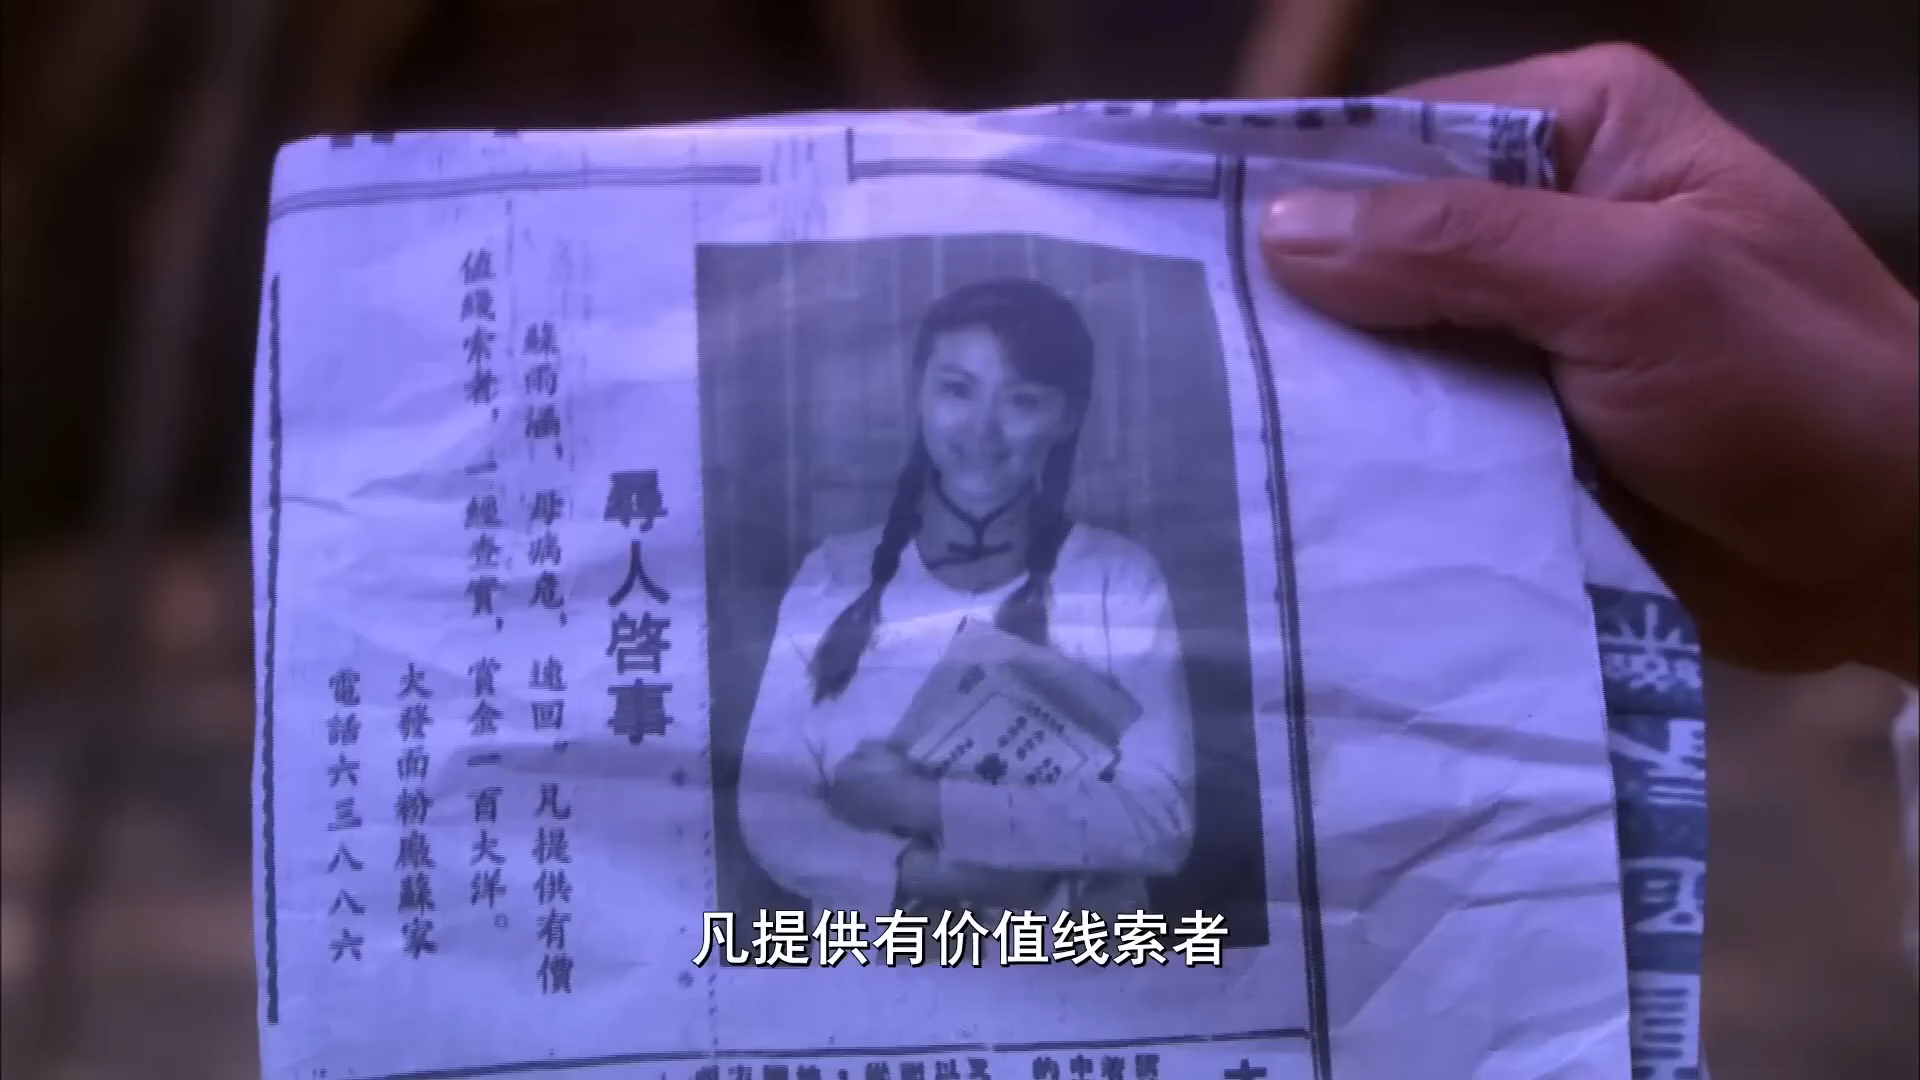 尋人啓事
蘇雨涵，母病危，速回。凡提供有價
值綫索者，一經查實，賞金一百大洋。
大發面粉廠蘇家
電話六三八八六
凡提供有价值线索者